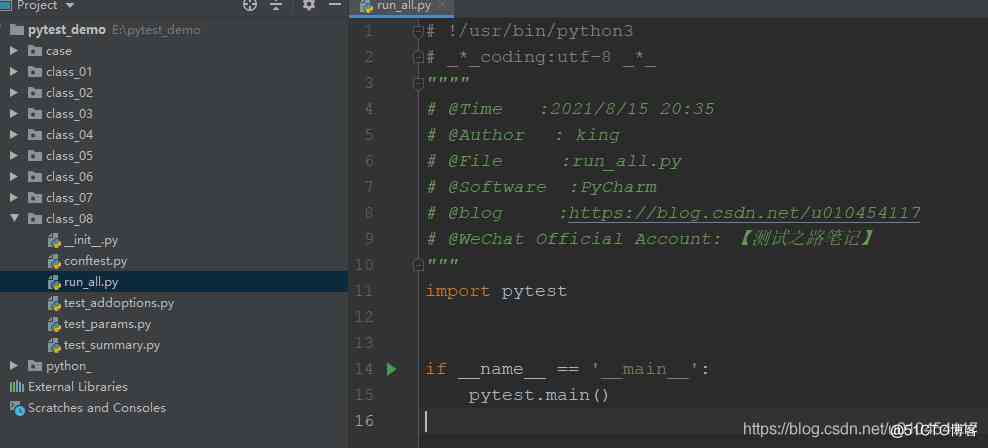 Project
pytest_demo E:\pytest_demo
case
class_01
class_02
class_03
class_04
class_05
class_06
class_07
class_08
__init__.py
conftest.py
run_all.py
test_addoptions.py
test_params.py
test_summary.py
python_
External Libraries
Scratches and Consoles
run_all.py
1 # !/usr/bin/python3
2 # _*_coding:utf-8 _*_
3 """"
4 # @Time :2021/8/15 20:35
5 # @Author : king
6 # @File :run_all.py
7 # @Software :PyCharm
8 # @blog :https://blog.csdn.net/u010454117
9 # @WeChat Official Account: 【测试之路笔记】
10 """
11 import pytest
12
13
14 if __name__ == '__main__':
15 pytest.main()
16
https://blog.csdn.net/u010454117
@51CTO博客